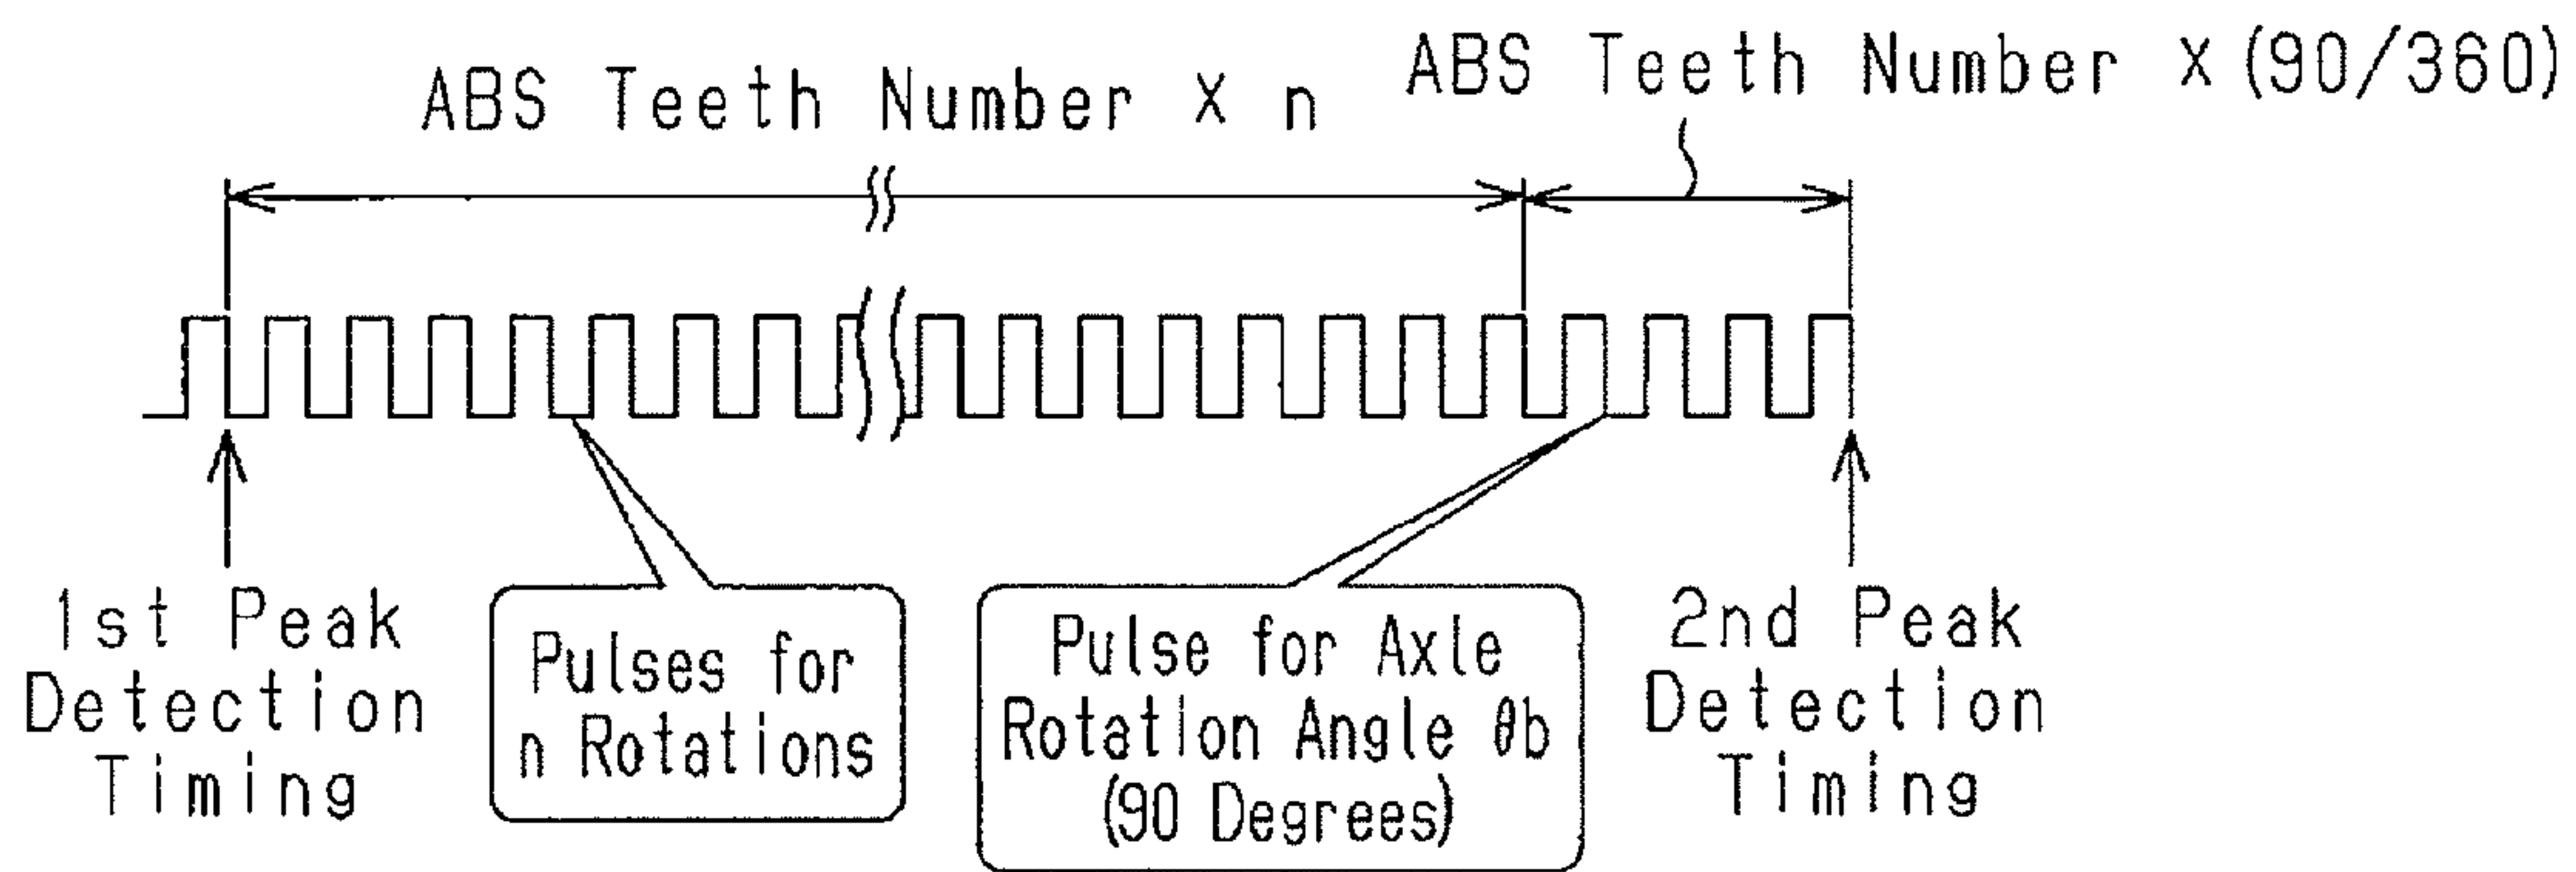 ABS Teeth Number × n
ABS Teeth Number × (90/360)
1st Peak
Detection
Timing
Pulses for
n Rotations
Pulse for Axle
Rotation Angle θb
(90 Degrees)
2nd Peak
Detection
Timing